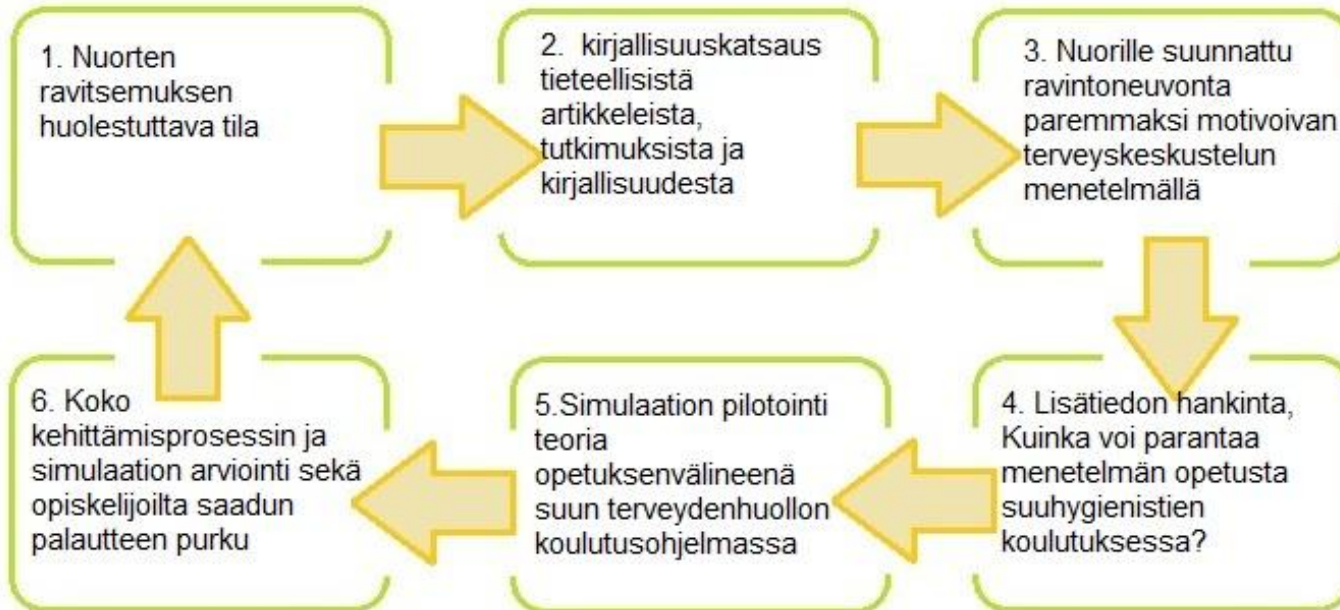 1. Nuorten
ravitsemuksen
huolestuttava tila
2. kirjallisuuskatsaus
tieteellisistä
artikkeleista,
tutkimuksista ja
kirjallisuudesta
3. Nuorille suunnattu
ravintoneuvonta
paremmaksi motivoivan
terveyskeskustelun
menetelmällä
4. Lisätiedon hankinta,
Kuinka voi parantaa
menetelmän opetusta
suuhygienistien
koulutuksessa?
5.Simulaation pilotointi
teoria
opetuksenvälineenä
suun terveydenhuollon
koulutusohjelmassa
6. Koko
kehittämisprosessin ja
simulaation arviointi sekä
opiskelijoilta saadun
palautteen purku